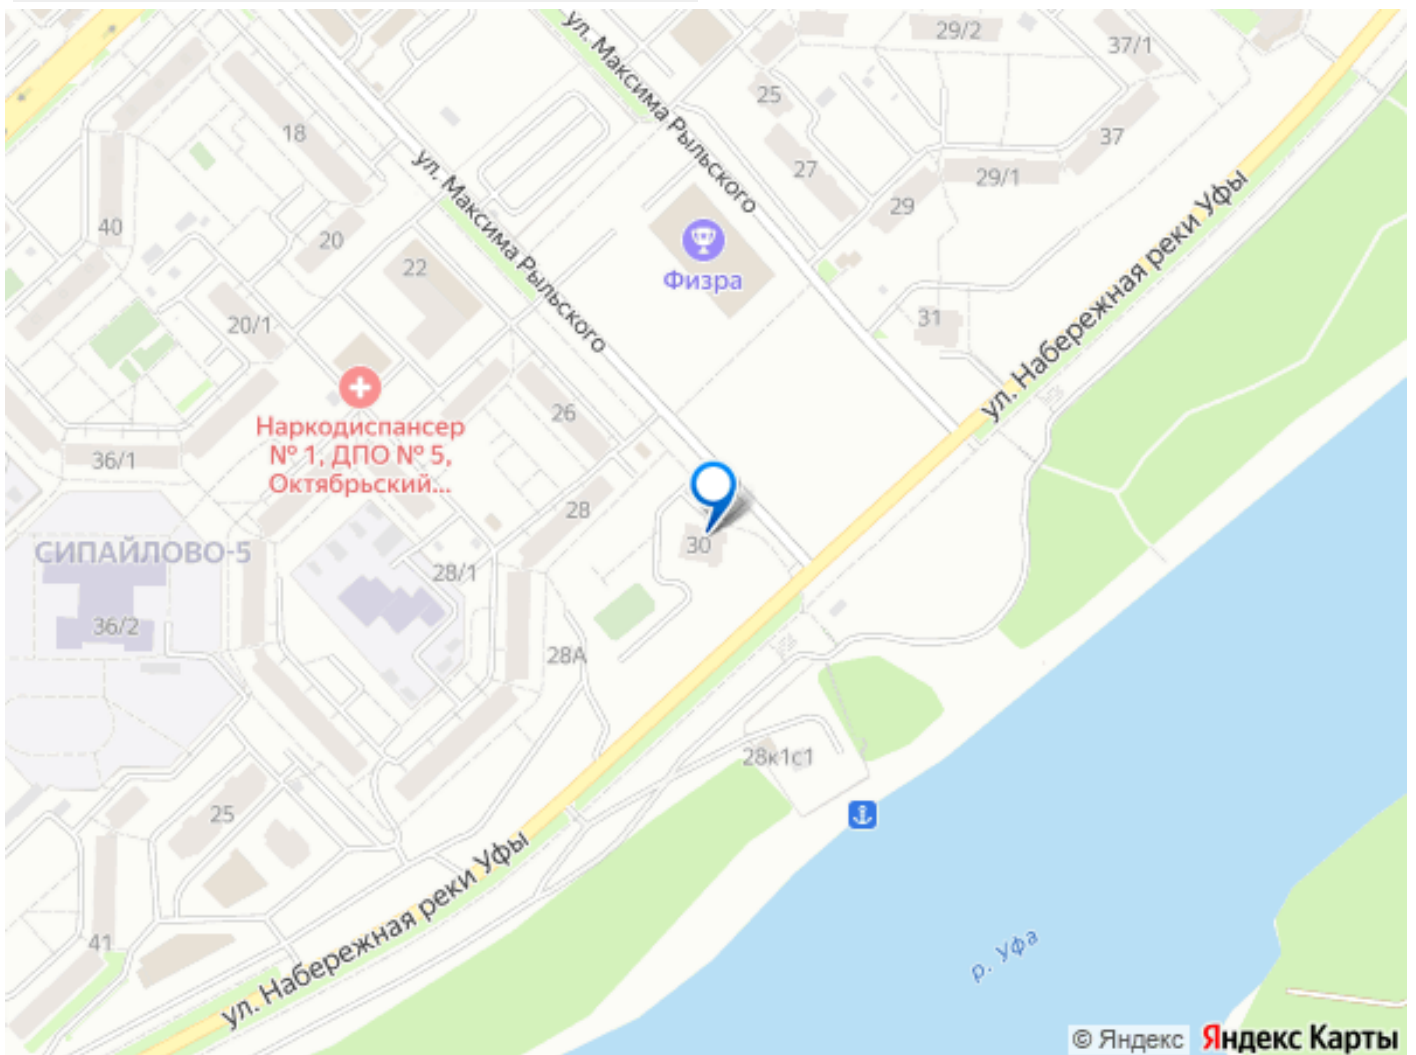 ул. Максима Рыльского
29/2
37/1
25
18
37
27
29/1
ул. Максима Рыльского
29
40
20
22
Физра
ул. Набережная реки Уфы
20/1
31
26
Наркодиспансер
№ 1, ДПО № 5,
Октябрьский...
36/1
28
СИПАЙЛОВО-5
30
28/1
36/2
28А
28к1с1
25
ул. Набережная реки Уфы
41
р. Уфа
© Яндекс Яндекс Карты